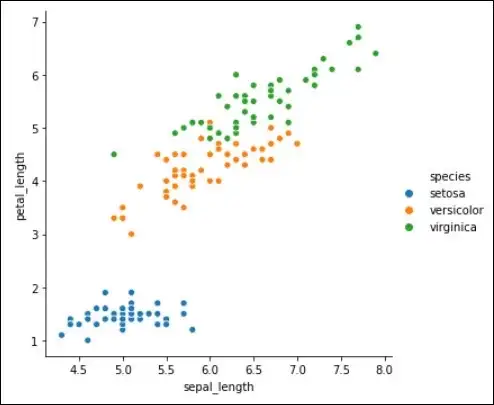 7
6
5
4
3
2
1
petal_length
4.5 5.0 5.5 6.0 6.5 7.0 7.5 8.0
sepal_length
species
setosa
versicolor
virginica